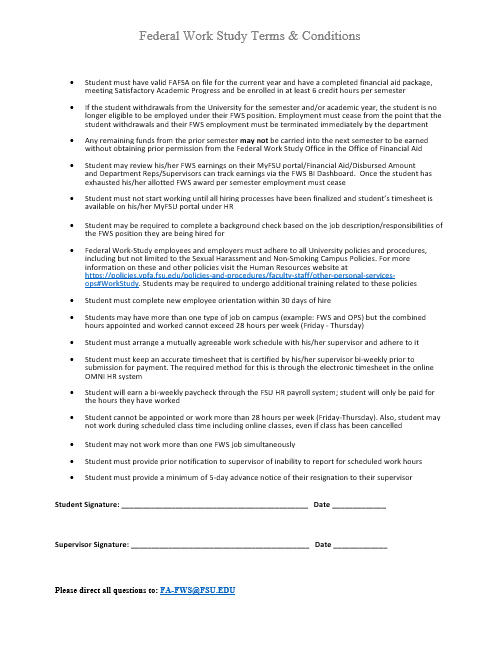 Federal Work Study Terms & Conditions
• Student must have valid FAFSA on file for the current year and have a completed financial aid package,
meeting Satisfactory Academic Progress and be enrolled in at least 6 credit hours per semester
• If the student withdrawals from the University for the semester and/or academic year, the student is no
longer eligible to be employed under their FWS position. Employment must cease from the point that the
student withdrawals and their FWS employment must be terminated immediately by the department
• Any remaining funds from the prior semester may not be carried into the next semester to be earned
without obtaining prior permission from the Federal Work Study Office in the Office of Financial Aid
• Student may review his/her FWS earnings on their MyFSU portal/Financial Aid/Disbursed Amount
and Department Reps/Supervisors can track earnings via the FWS BI Dashboard. Once the student has
exhausted his/her allotted FWS award per semester employment must cease
• Student must not start working until all hiring processes have been finalized and student's timesheet is
available on his/her MyFSU portal under HR
• Student may be required to complete a background check based on the job description/responsibilities of
the FWS position they are being hired for
• Federal Work-Study employees and employers must adhere to all University policies and procedures,
including but not limited to the Sexual Harassment and Non-Smoking Campus Policies. For more
information on these and other policies visit the Human Resources website at
https://policies.vpfa.fsu.edu/policies-and-procedures/faculty-staff/other-personal-services-
ops#WorkStudy. Students may be required to undergo additional training related to these policies
• Student must complete new employee orientation within 30 days of hire
• Students may have more than one type of job on campus (example: FWS and OPS) but the combined
hours appointed and worked cannot exceed 28 hours per week (Friday - Thursday)
• Student must arrange a mutually agreeable work schedule with his/her supervisor and adhere to it
• Student must keep an accurate timesheet that is certified by his/her supervisor bi-weekly prior to
submission for payment. The required method for this is through the electronic timesheet in the online
OMNI HR system
• Student will earn a bi-weekly paycheck through the FSU HR payroll system; student will only be paid for
the hours they have worked
• Student cannot be appointed or work more than 28 hours per week (Friday-Thursday). Also, student may
not work during scheduled class time including online classes, even if class has been cancelled
• Student may not work more than one FWS job simultaneously
• Student must provide prior notification to supervisor of inability to report for scheduled work hours
• Student must provide a minimum of 5-day advance notice of their resignation to their supervisor
Student Signature: ______________________________ Date ____________
Supervisor Signature: ______________________________ Date ____________
Please direct all questions to: FA-FWS@FSU.EDU